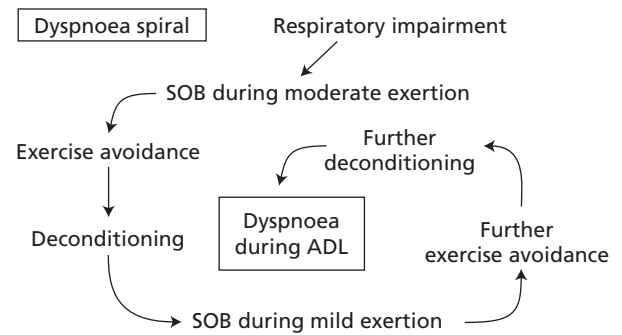 Dyspnoea spiral
Respiratory impairment
SOB during moderate exertion
Exercise avoidance
Deconditioning
SOB during mild exertion
Further
exercise avoidance
Further
deconditioning
Dyspnoea
during ADL